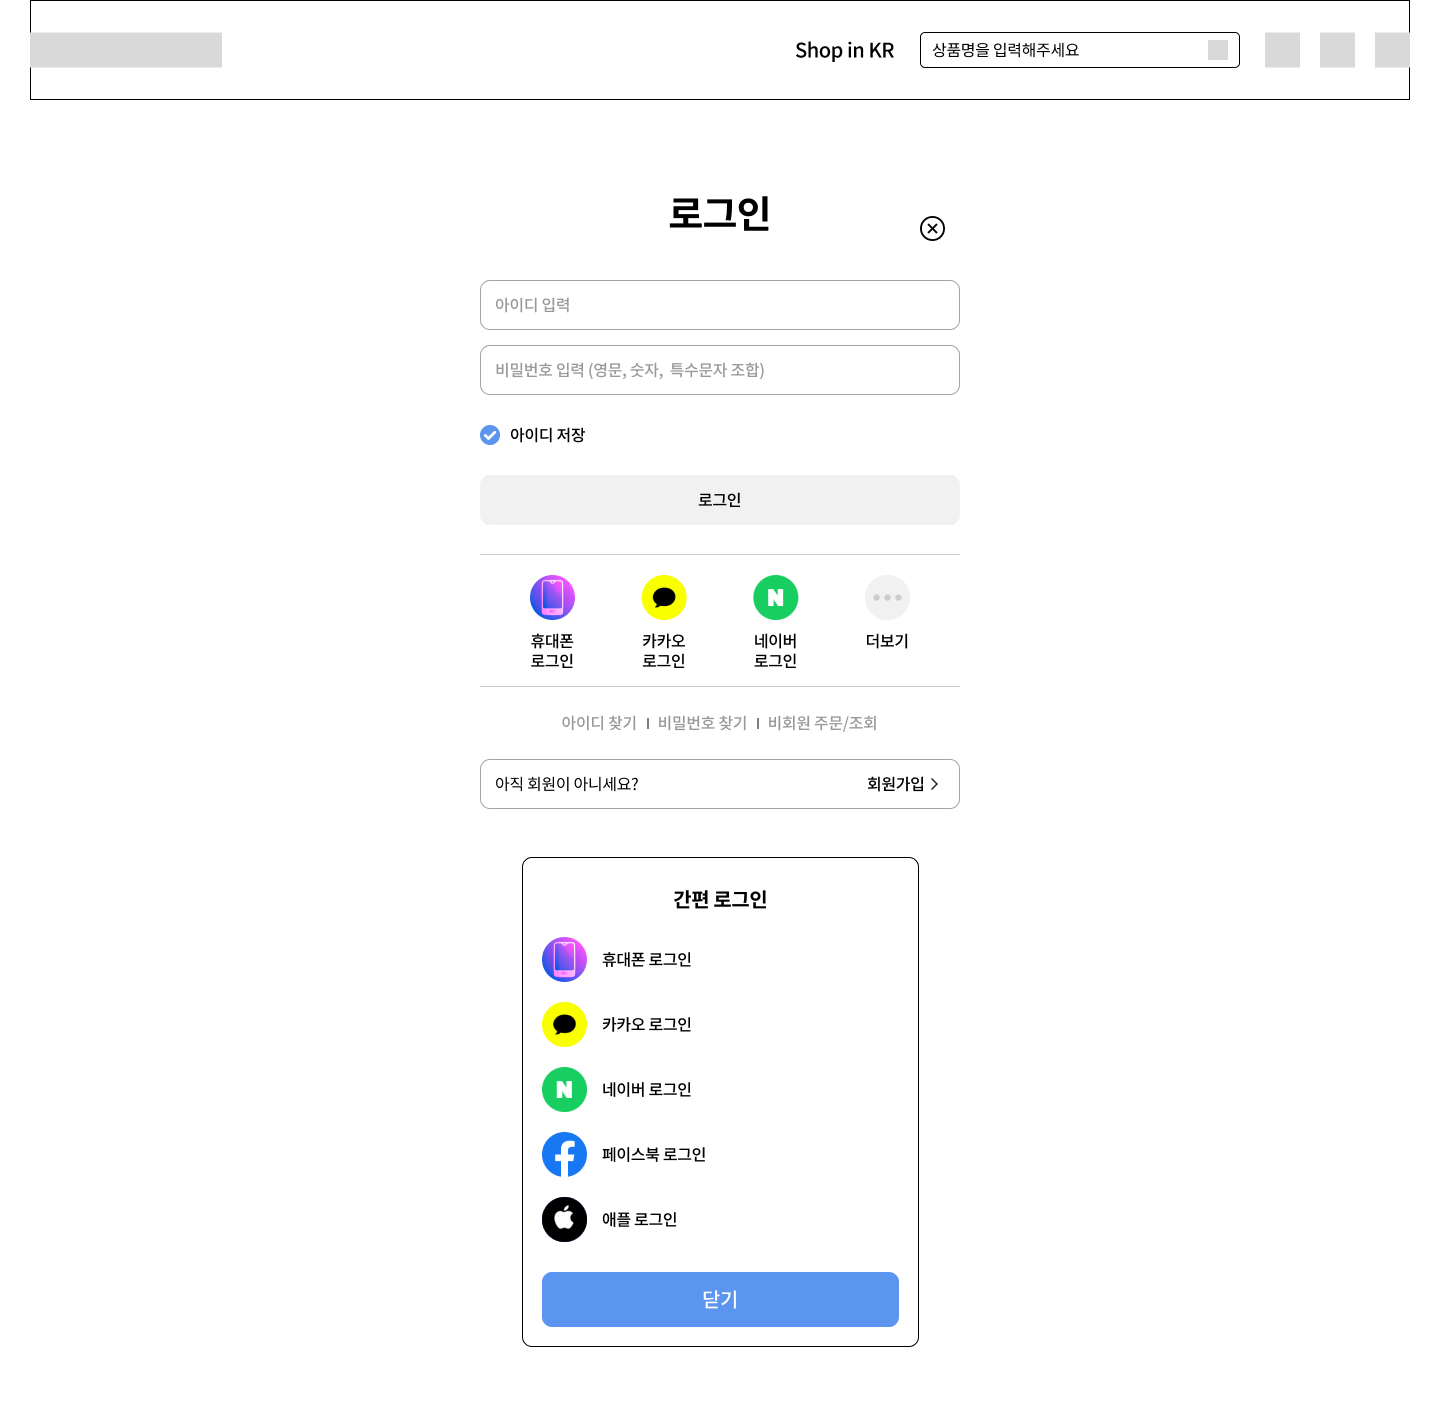 Shop in KR
상품명을 입력해주세요
로그인
아이디 입력
비밀번호 입력 (영문, 숫자, 특수문자 조합)
아이디 저장
로그인
휴대폰
로그인
카카오
로그인
N
네이버
로그인
더보기
아이디 찾기 | 비밀번호 찾기 | 비회원 주문/조회
아직 회원이 아니세요?
회원가입 >
간편 로그인
휴대폰 로그인
카카오 로그인
N 네이버 로그인
페이스북 로그인
애플 로그인
닫기